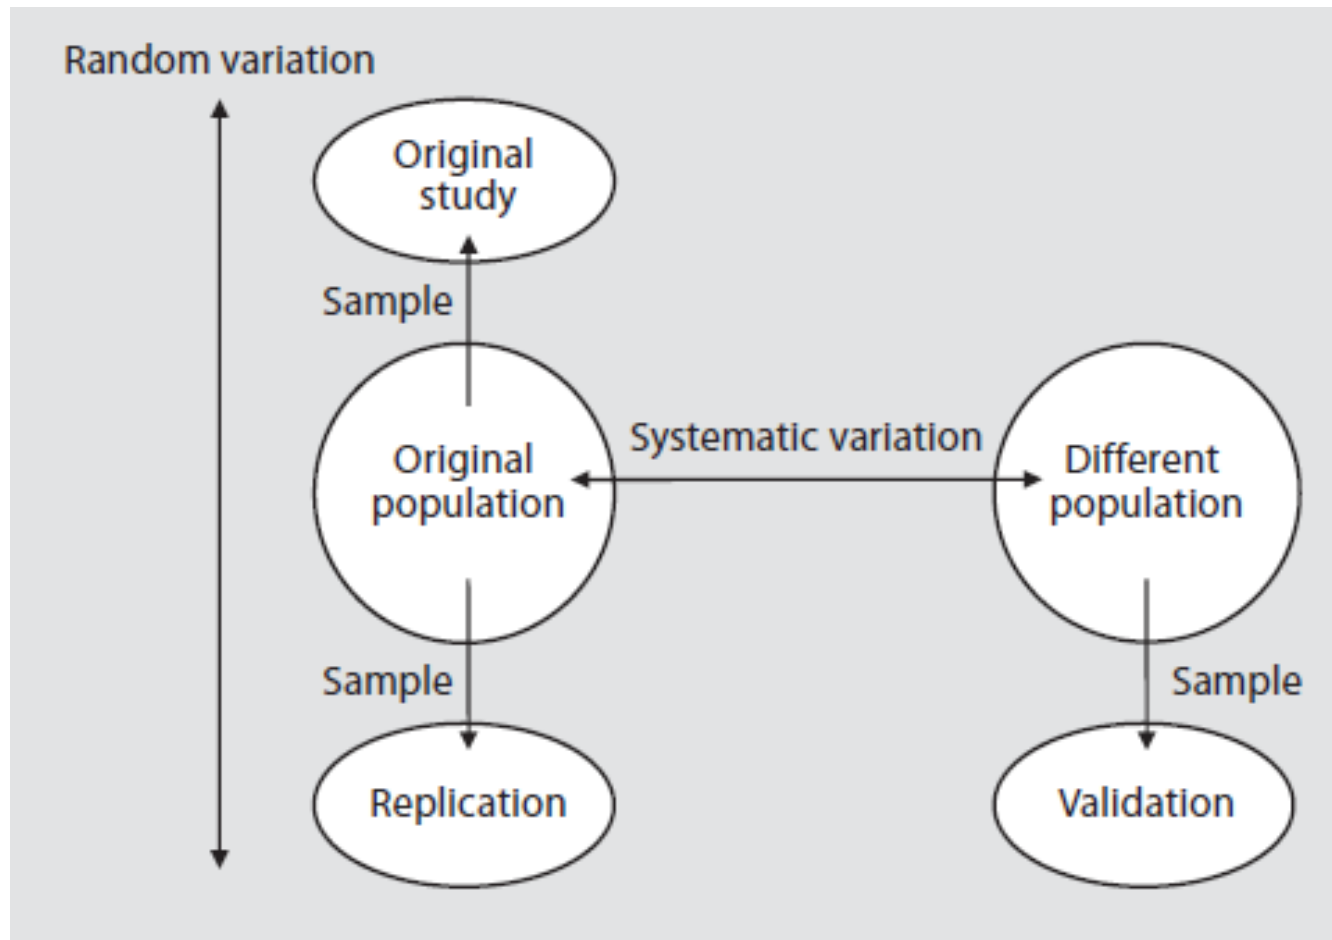 Random variation
Original
study
Sample
Original
population
Systematic variation
Different
population
Sample
Sample
Replication
Validation